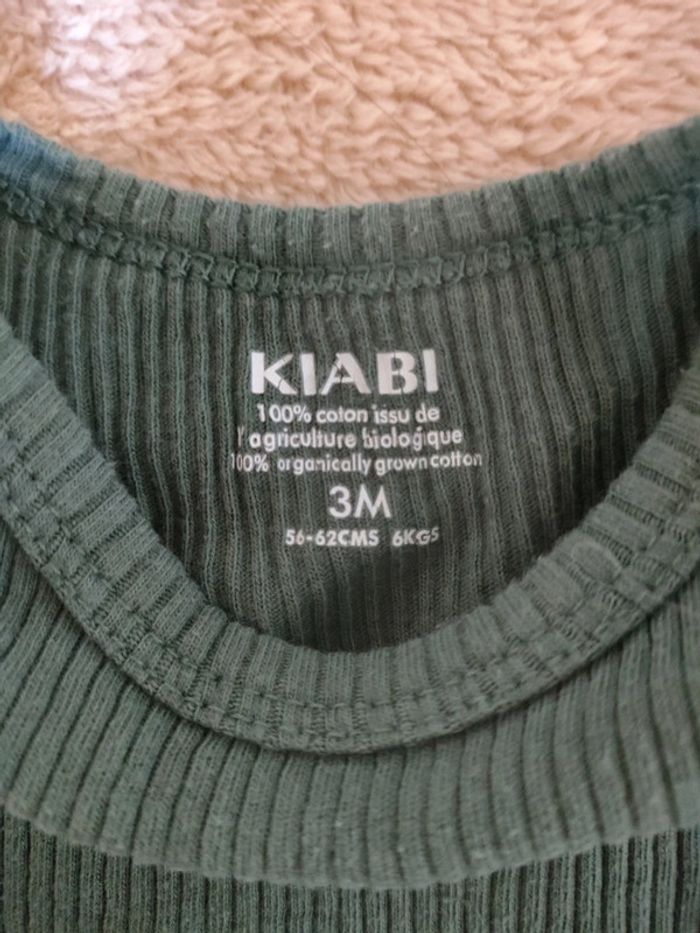 KIABI
100% coton issu de
l'agriculture biologique
100% organically grown cotton
3M
56-62CMS 6KGS